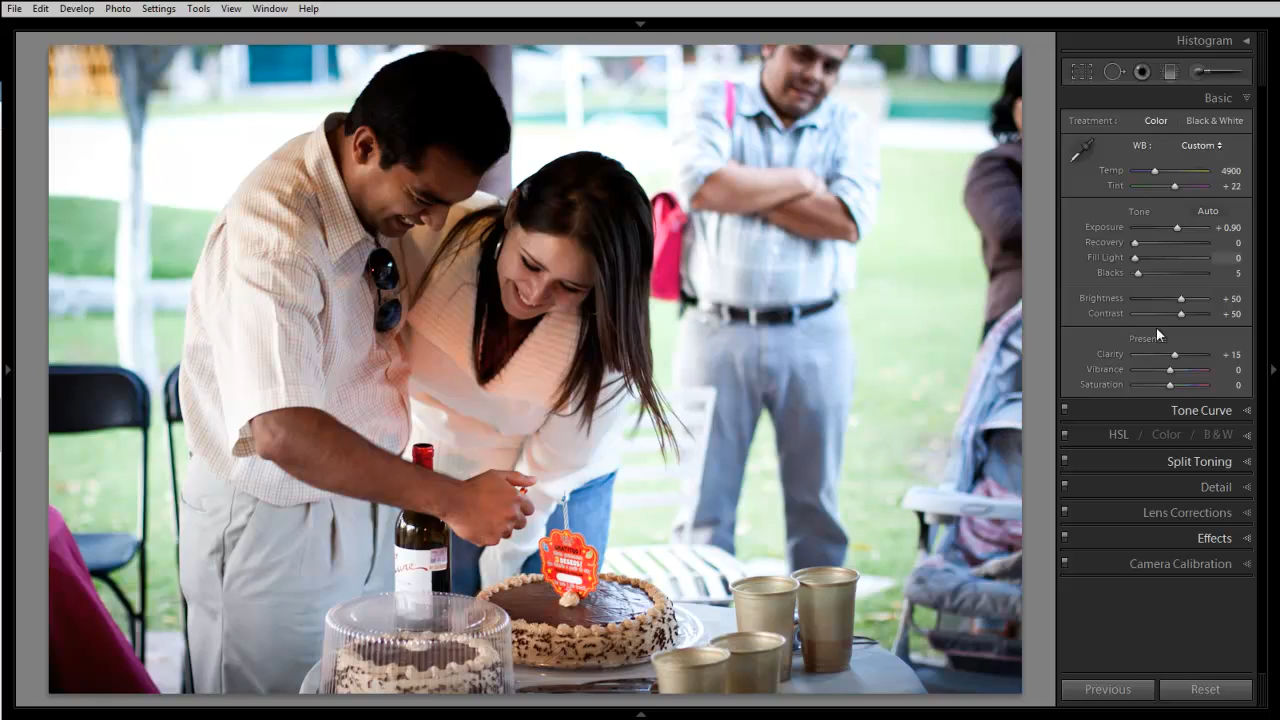 File Edit Develop Photo Settings Tools View Window Help
Histogram
Basic
Treatment : Color Black & White
WB : Custom
Temp 4900
Tint + 22
Tone Auto
Exposure + 0.90
Recovery 0
Fill Light 0
Blacks 5
Brightness + 50
Contrast + 50
Clarity + 15
Vibrance 0
Saturation 0
Tone Curve
HSL / Color / B & W
Split Toning
Detail
Lens Corrections
Effects
Camera Calibration
Previous Reset